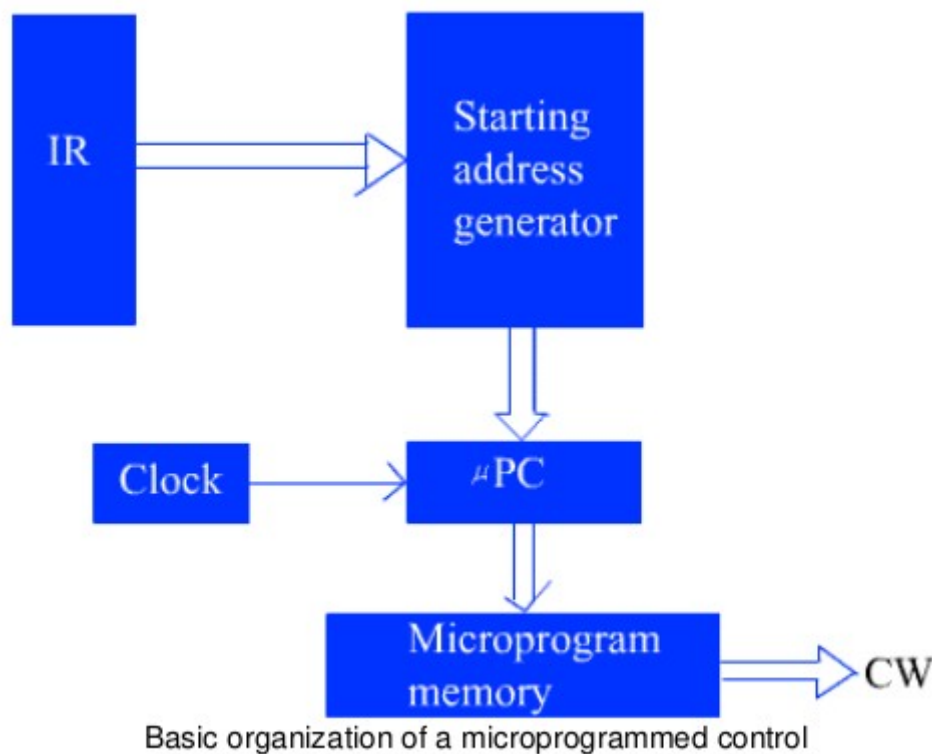 IR
Starting
address
generator
Clock
μPC
Microprogram
memory
CW
Basic organization of a microprogrammed control